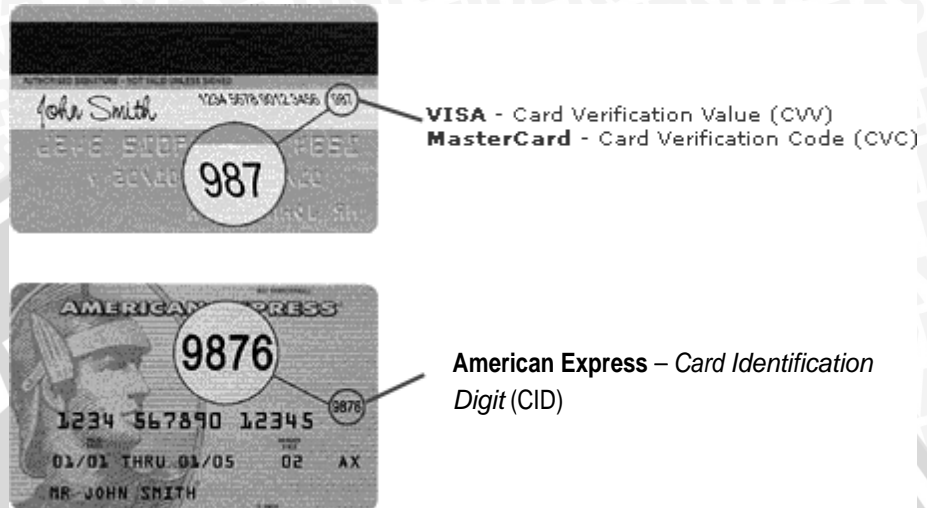 AUTHORISED SIGNATURE - NOT VALID UNLESS SIGNED
John Smith
1234 5678 9012 3456 987
987
VISA - Card Verification Value (CVV)
MasterCard - Card Verification Code (CVC)
AMERICAN EXPRESS
9876
9876
1234 567890 12345
01/01 THRU 01/05 02 AX
MR JOHN SMITH
American Express – Card Identification
Digit (CID)